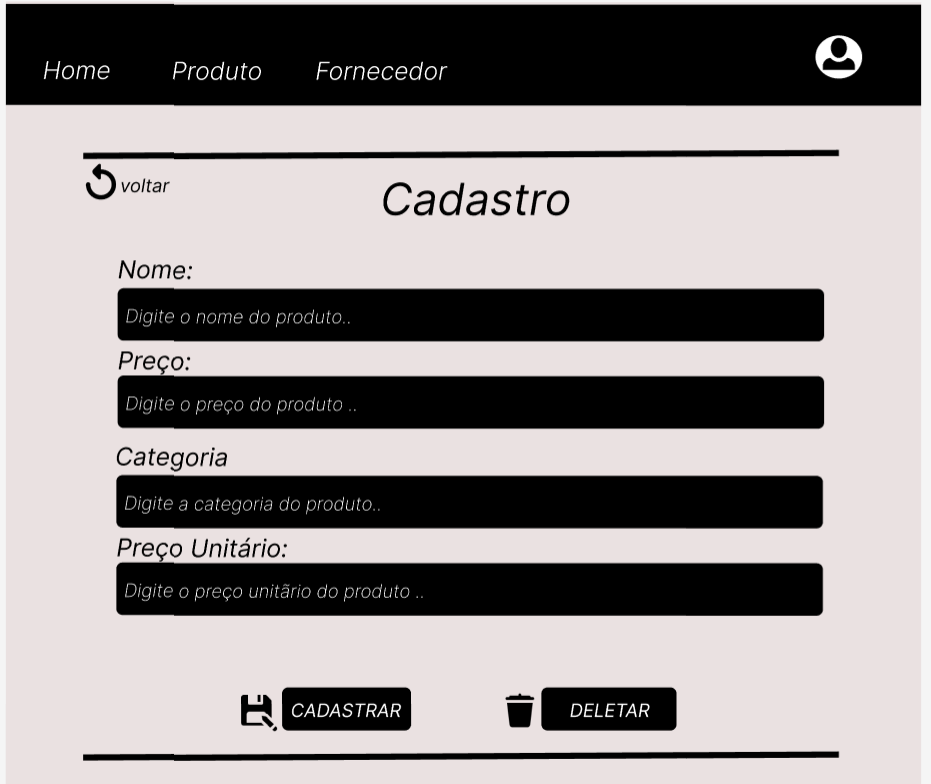 Home Produto Fornecedor
voltar
Cadastro
Nome:
Digite o nome do produto..
Preço:
Digite o preço do produto ..
Categoria
Digite a categoria do produto..
Preço Unitário:
Digite o preço unitãrio do produto ..
CADASTRAR DELETAR